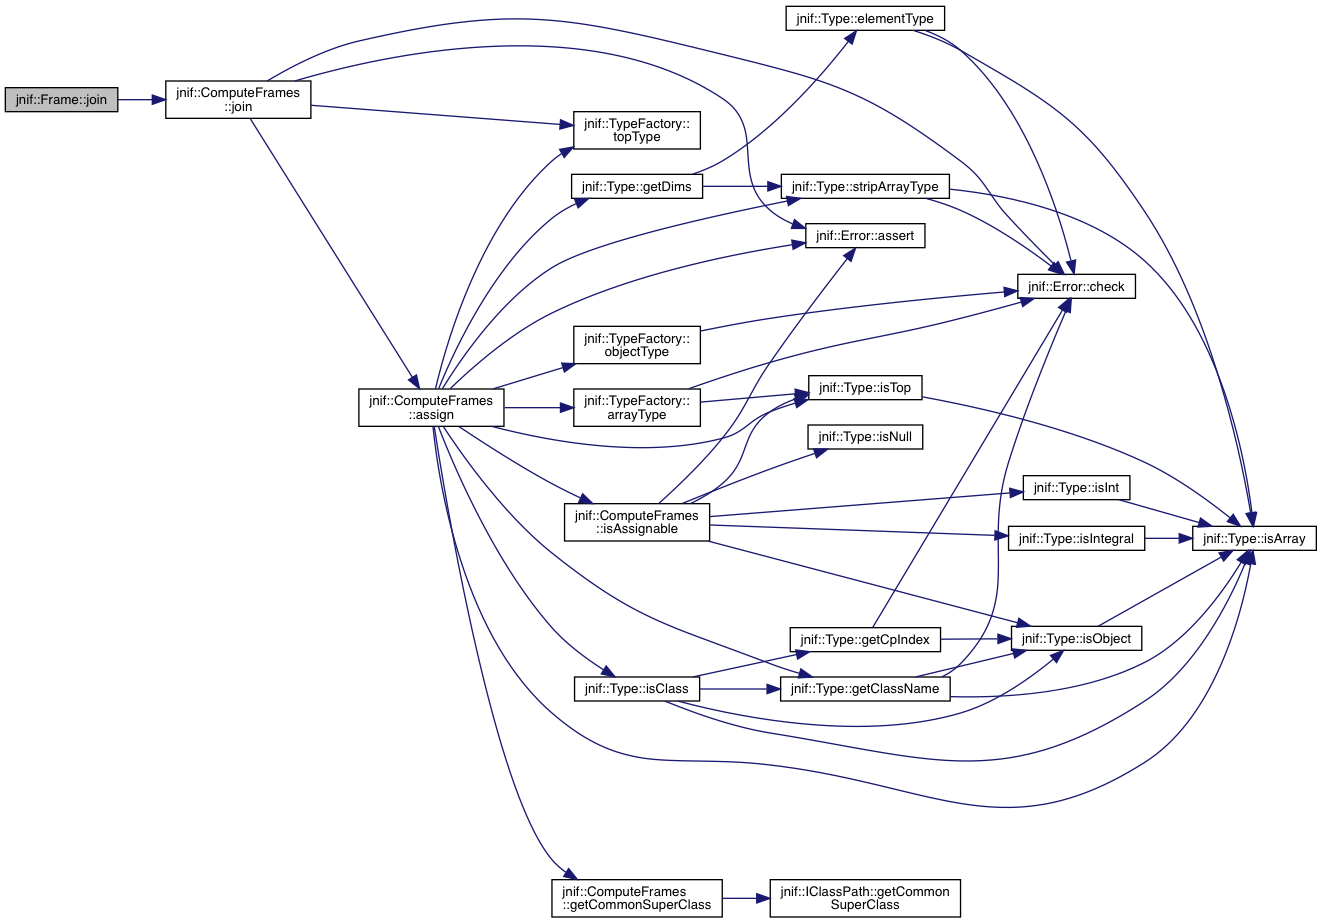 jnif::Type::elementType
jnif::Frame::join
jnif::ComputeFrames
::join
jnif::TypeFactory::
topType
jnif::Type::getDims
jnif::Type::stripArrayType
jnif::Error::assert
jnif::Error::check
jnif::TypeFactory::
objectType
jnif::ComputeFrames
::assign
jnif::TypeFactory::
arrayType
jnif::Type::isTop
jnif::Type::isNull
jnif::Type::isInt
jnif::ComputeFrames
::isAssignable
jnif::Type::isIntegral
jnif::Type::isArray
jnif::Type::getCpIndex
jnif::Type::isObject
jnif::Type::isClass
jnif::Type::getClassName
jnif::ComputeFrames
::getCommonSuperClass
jnif::IClassPath::getCommon
SuperClass